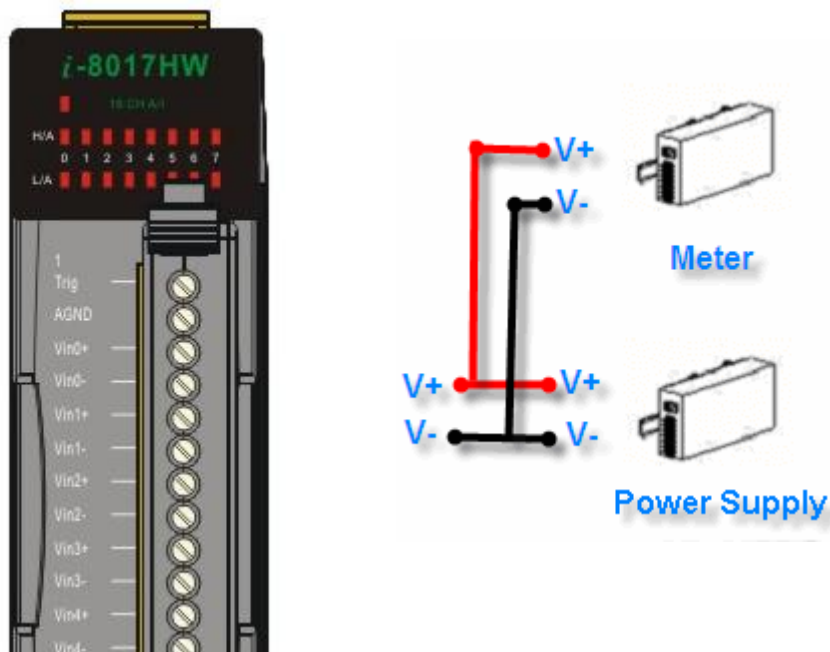 i-8017HW
16 CH A/I
H/A
0 1 2 3 4 5 6 7
L/A
1
Trig
AGND
Vin0+
Vin0-
Vin1+
Vin1-
Vin2+
Vin2-
Vin3+
Vin3-
Vin4+
Vin4-
V+
V-
Meter
V+ V+
V- V-
Power Supply